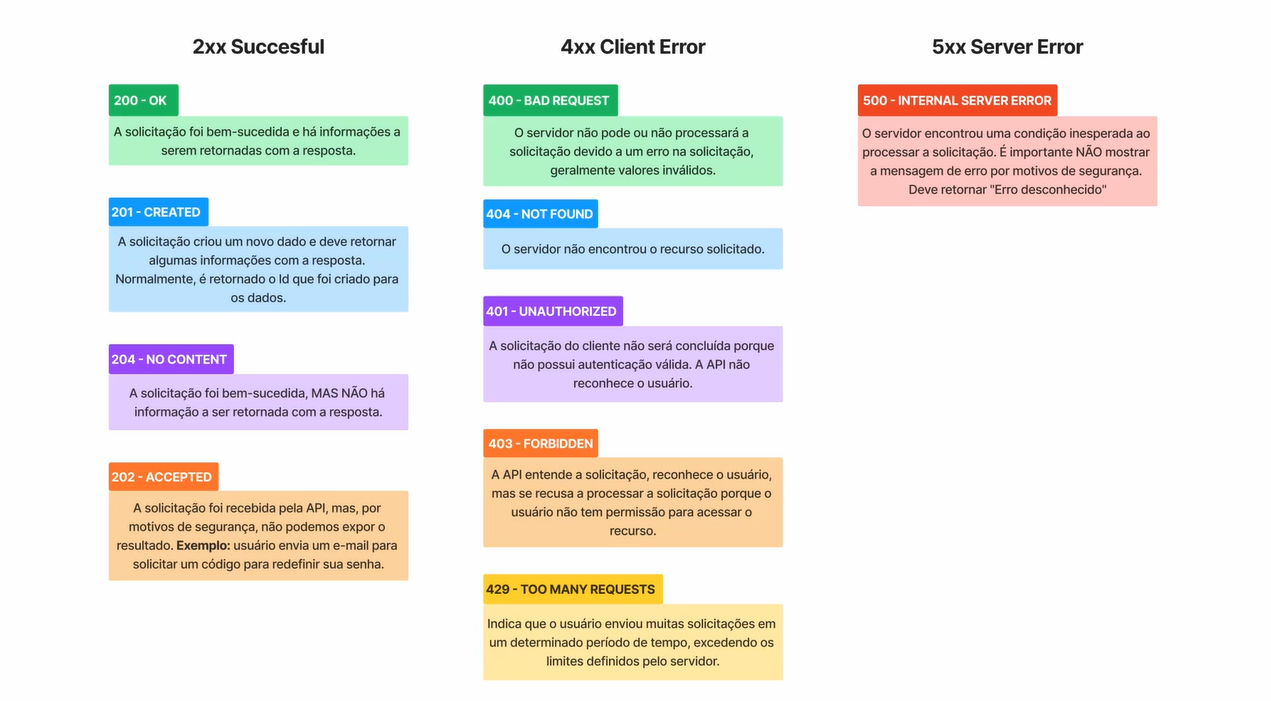 2xx Succesful
200 - OK
A solicitação foi bem-sucedida e há informações a
serem retornadas com a resposta.
201 - CREATED
A solicitação criou um novo dado e deve retornar
algumas informações com a resposta.
Normalmente, é retornado o Id que foi criado para
os dados.
204 - NO CONTENT
A solicitação foi bem-sucedida, MAS NÃO há
informação a ser retornada com a resposta.
202 - ACCEPTED
A solicitação foi recebida pela API, mas, por
motivos de segurança, não podemos expor o
resultado. Exemplo: usuário envia um e-mail para
solicitar um código para redefinir sua senha.
4xx Client Error
400 - BAD REQUEST
O servidor não pode ou não processará a
solicitação devido a um erro na solicitação,
geralmente valores inválidos.
404 - NOT FOUND
O servidor não encontrou o recurso solicitado.
401 - UNAUTHORIZED
A solicitação do cliente não será concluída porque
não possui autenticação válida. A API não
reconhece o usuário.
403 - FORBIDDEN
A API entende a solicitação, reconhece o usuário,
mas se recusa a processar a solicitação porque o
usuário não tem permissão para acessar o
recurso.
429 - TOO MANY REQUESTS
Indica que o usuário enviou muitas solicitações em
um determinado período de tempo, excedendo os
limites definidos pelo servidor.
5xx Server Error
500 - INTERNAL SERVER ERROR
O servidor encontrou uma condição inesperada ao
processar a solicitação. É importante NÃO mostrar
a mensagem de erro por motivos de segurança.
Deve retornar "Erro desconhecido"